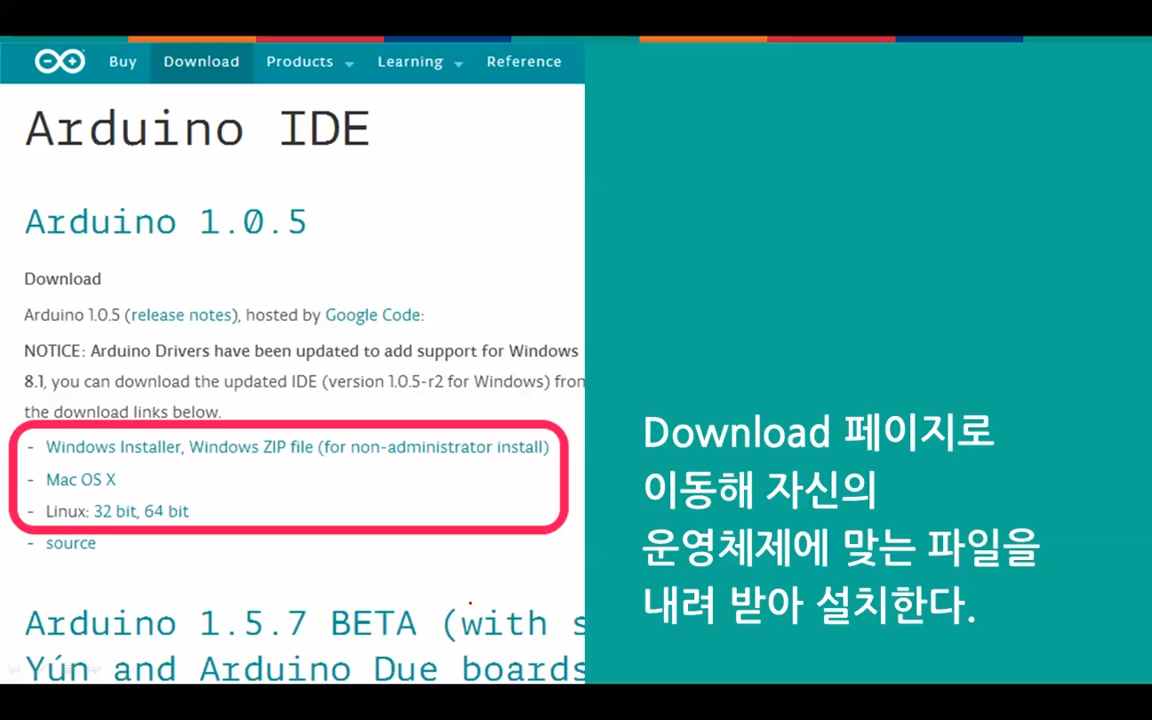 Buy Download Products Learning Reference
Arduino IDE
Arduino 1.0.5
Download
Arduino 1.0.5 (release notes), hosted by Google Code:
NOTICE: Arduino Drivers have been updated to add support for Windows
8.1, you can download the updated IDE (version 1.0.5-r2 for Windows) from
the download links below.
- Windows Installer, Windows ZIP file (for non-administrator install)
- Mac OS X
- Linux: 32 bit, 64 bit
- source
Arduino 1.5.7 BETA (with s
Yún and Arduino Due boards
Download 페이지로
이동해 자신의
운영체제에 맞는 파일을
내려 받아 설치한다.